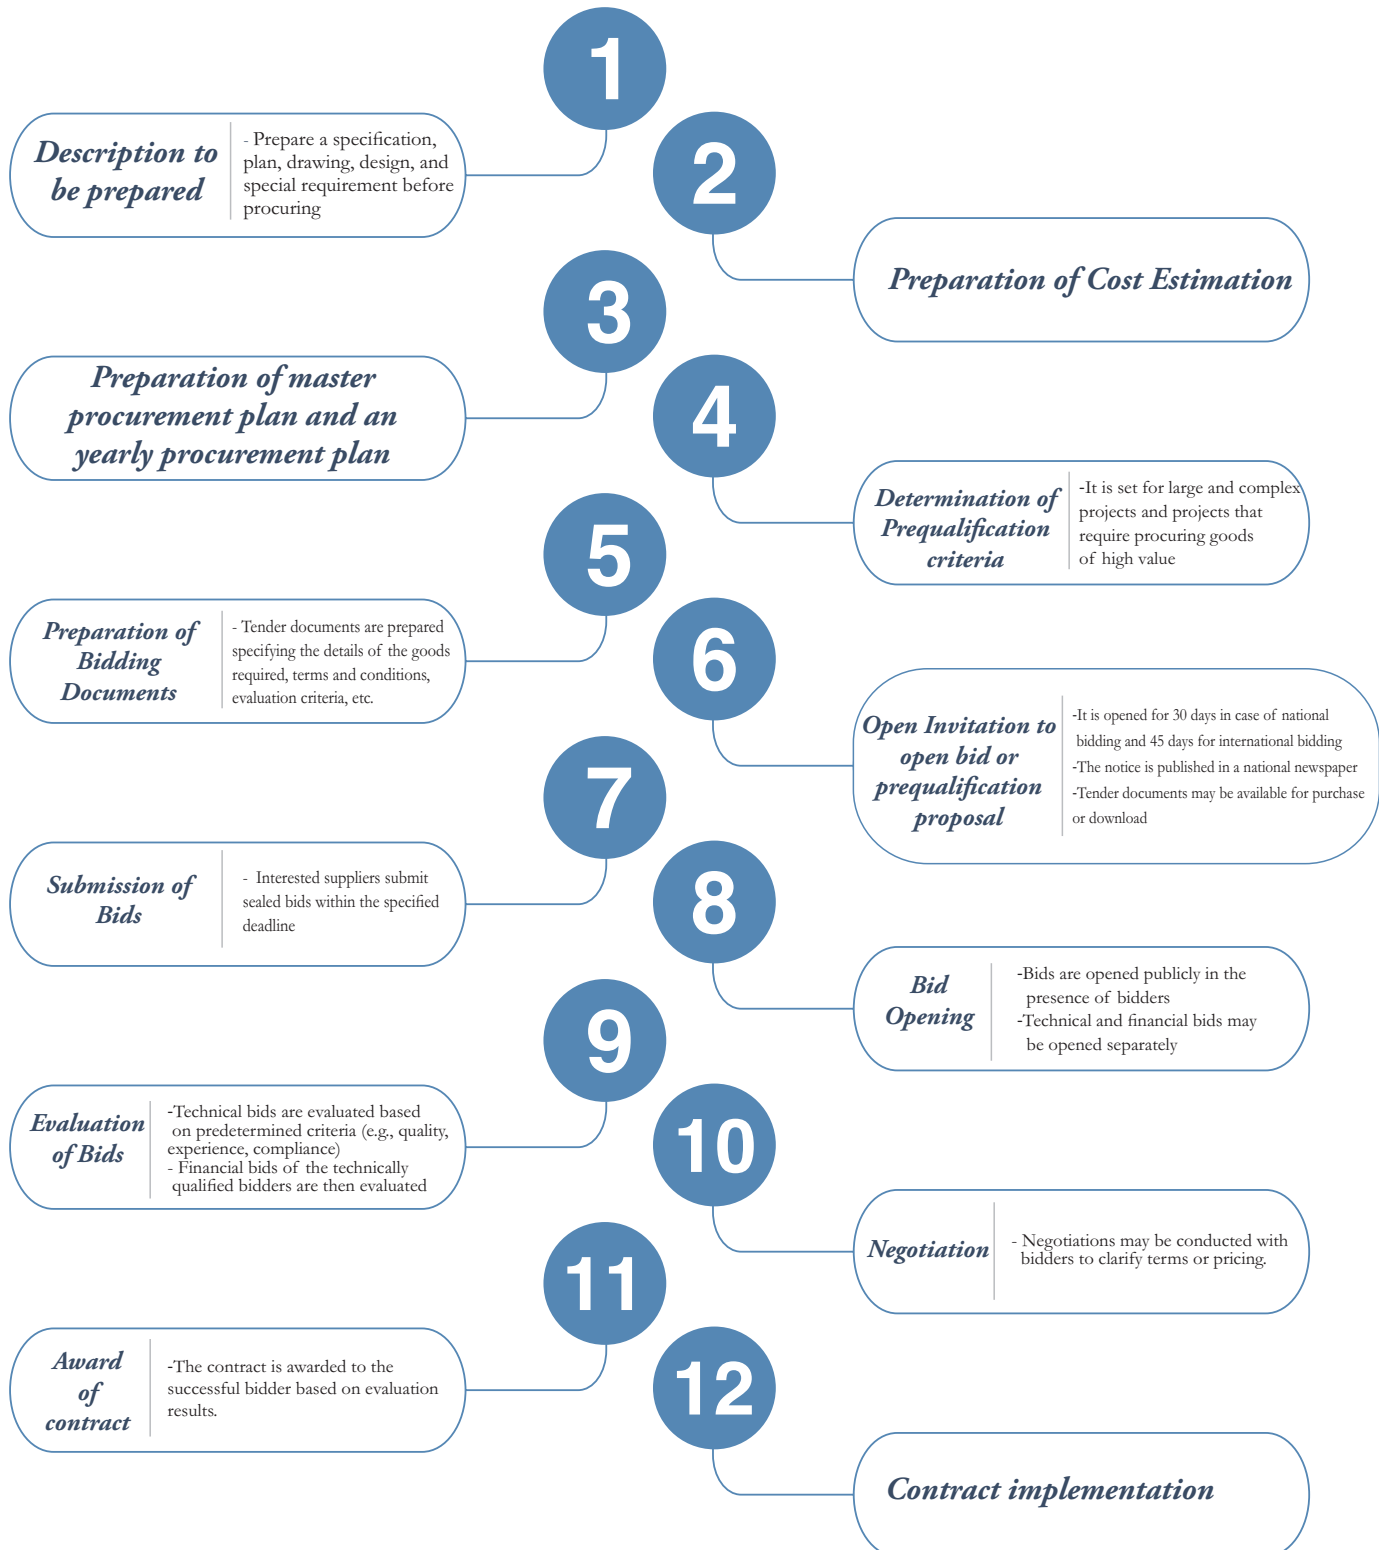 1
Description to
be prepared
- Prepare a specification,
plan, drawing, design, and
special requirement before
procuring
2
Preparation of Cost Estimation
3
Preparation of master
procurement plan and an
yearly procurement plan
4
Determination of
Prequalification
criteria
-It is set for large and complex
projects and projects that
require procuring goods
of high value
5
Preparation of
Bidding
Documents
- Tender documents are prepared
specifying the details of the goods
required, terms and conditions,
evaluation criteria, etc.
6
Open Invitation to
open bid or
prequalification
proposal
-It is opened for 30 days in case of national
bidding and 45 days for international bidding
-The notice is published in a national newspaper
-Tender documents may be available for purchase
or download
7
Submission of
Bids
- Interested suppliers submit
sealed bids within the specified
deadline
8
Bid
Opening
-Bids are opened publicly in the
presence of bidders
-Technical and financial bids may
be opened separately
9
Evaluation
of Bids
-Technical bids are evaluated based
on predetermined criteria (e.g., quality,
experience, compliance)
- Financial bids of the technically
qualified bidders are then evaluated
10
Negotiation
- Negotiations may be conducted with
bidders to clarify terms or pricing.
11
Award
of
contract
-The contract is awarded to the
successful bidder based on evaluation
results.
12
Contract implementation